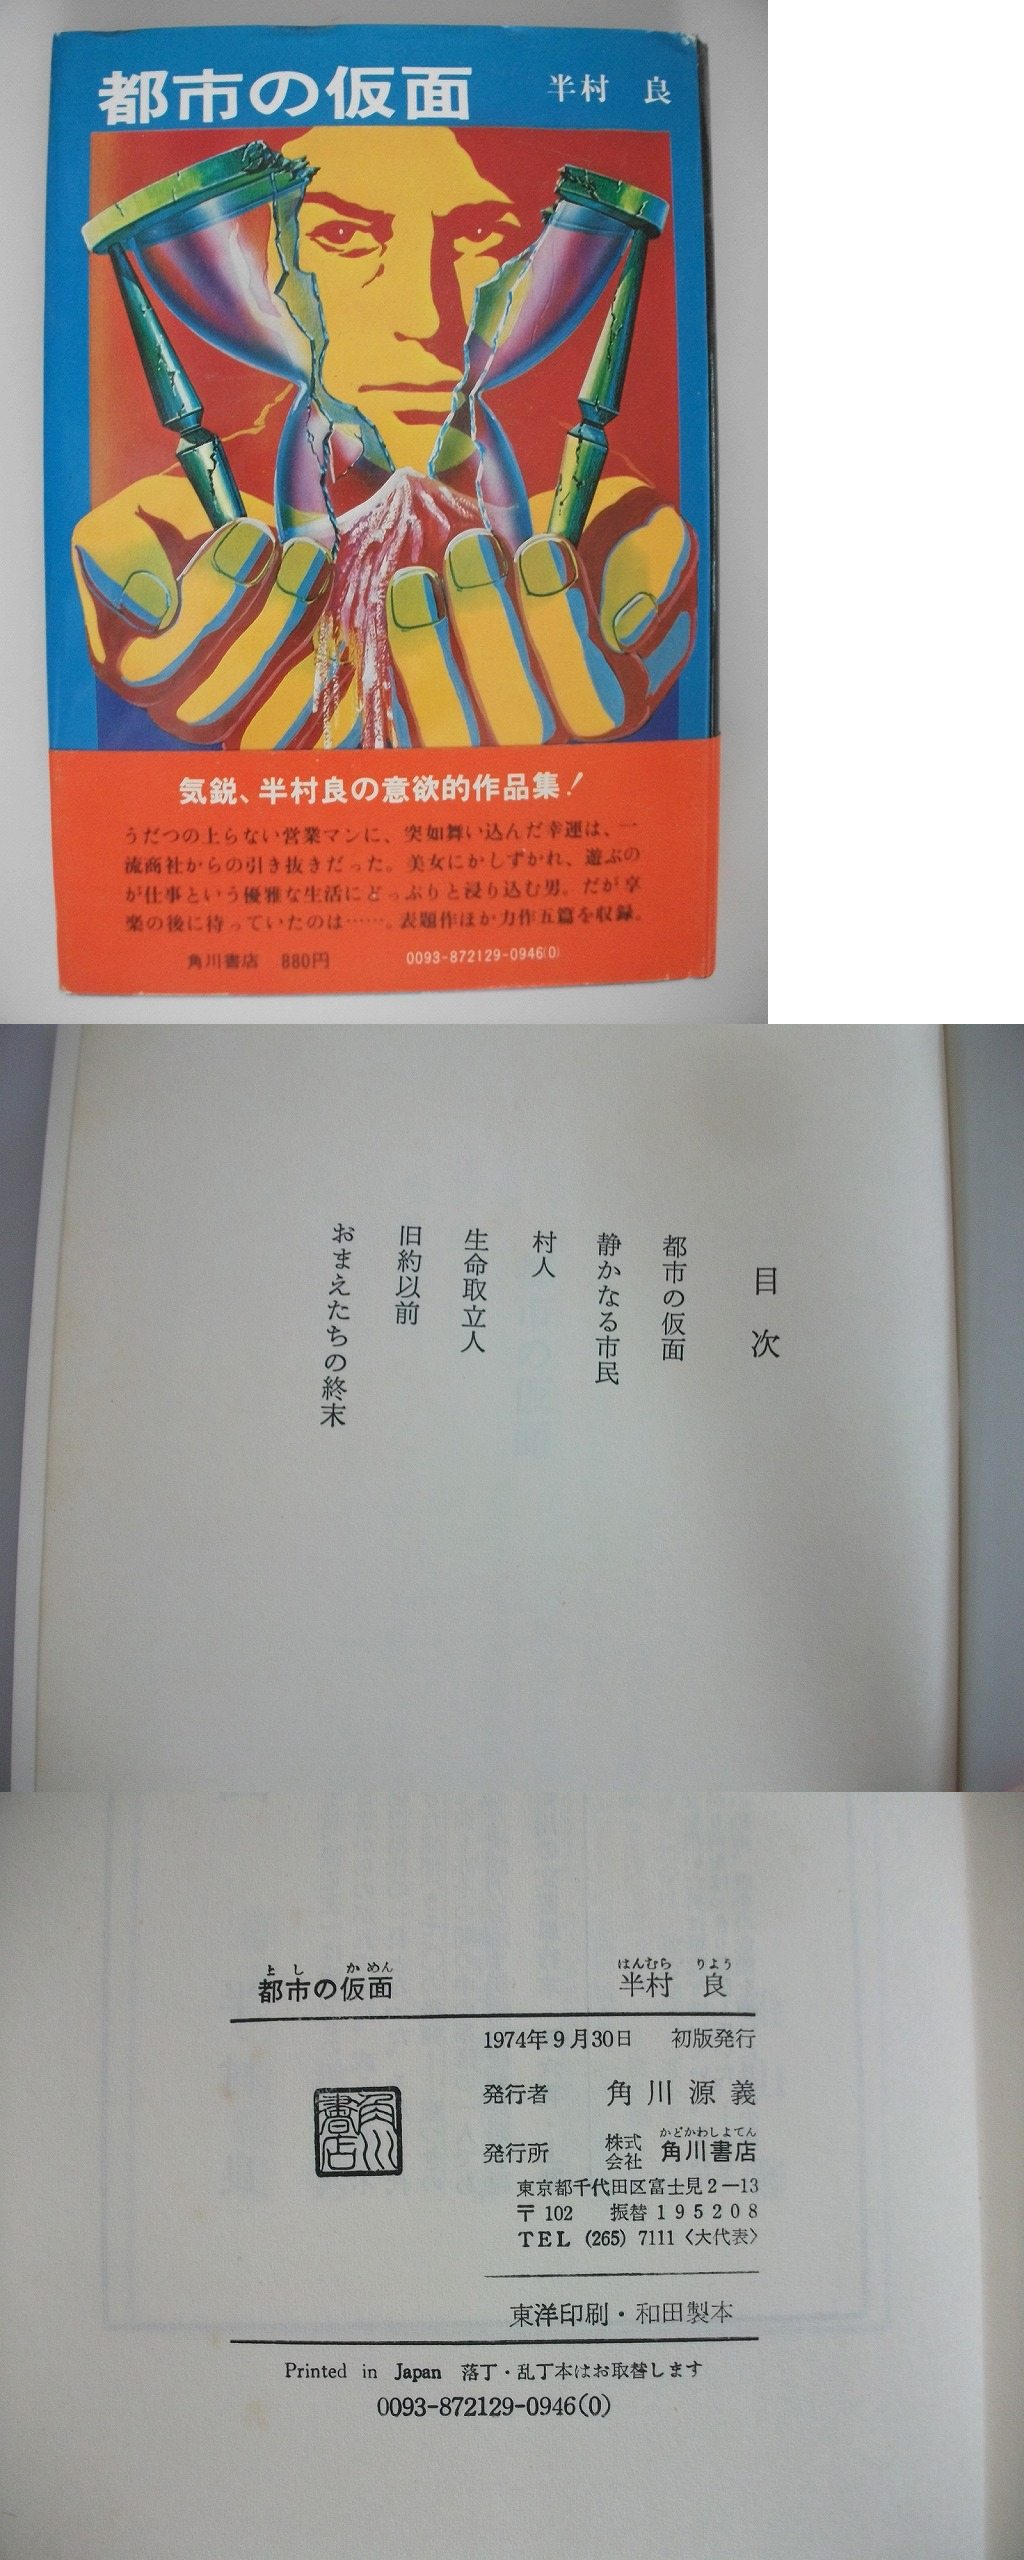 都市の仮面
半村 良
気鋭、半村良の意欲的作品集！
うだつの上らない営業マンに、突如舞い込んだ幸運は、一
流商社からの引き抜きだった。美女にかしずかれ、遊ぶの
が仕事という優雅な生活にどっぷりと浸り込む男。だが享
楽の後に待っていたのは……。表題作ほか力作五篇を収録。
角川書店 880円
0093-872129-0946(0)
目次
都市の仮面
静かなる市民
村人
生命取立人
旧約以前
おまえたちの終末
とし かめん
都市の仮面
はんむら りよう
半村 良
1974年9月30日 初版発行
発行者 角川源義
かどかわしよてん
発行所 株式会社 角川書店
東京都千代田区富士見2―13
〒102 振替195208
TEL (265) 7111〈大代表〉
角川書店
東洋印刷・和田製本
Printed in Japan 落丁・乱丁本はお取替します
0093-872129-0946(0)